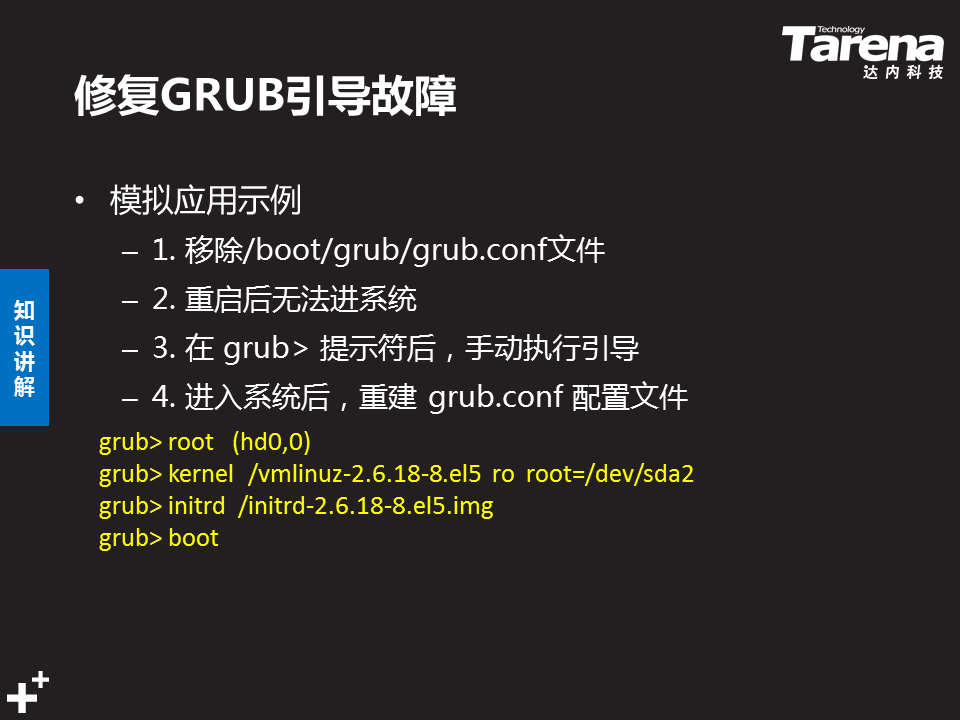 Technology
Tarena
达内科技
修复GRUB引导故障
• 模拟应用示例
– 1. 移除/boot/grub/grub.conf文件
– 2. 重启后无法进系统
– 3. 在 grub> 提示符后，手动执行引导
– 4. 进入系统后，重建 grub.conf 配置文件
知识讲解
grub> root (hd0,0)
grub> kernel /vmlinuz-2.6.18-8.el5 ro root=/dev/sda2
grub> initrd /initrd-2.6.18-8.el5.img
grub> boot